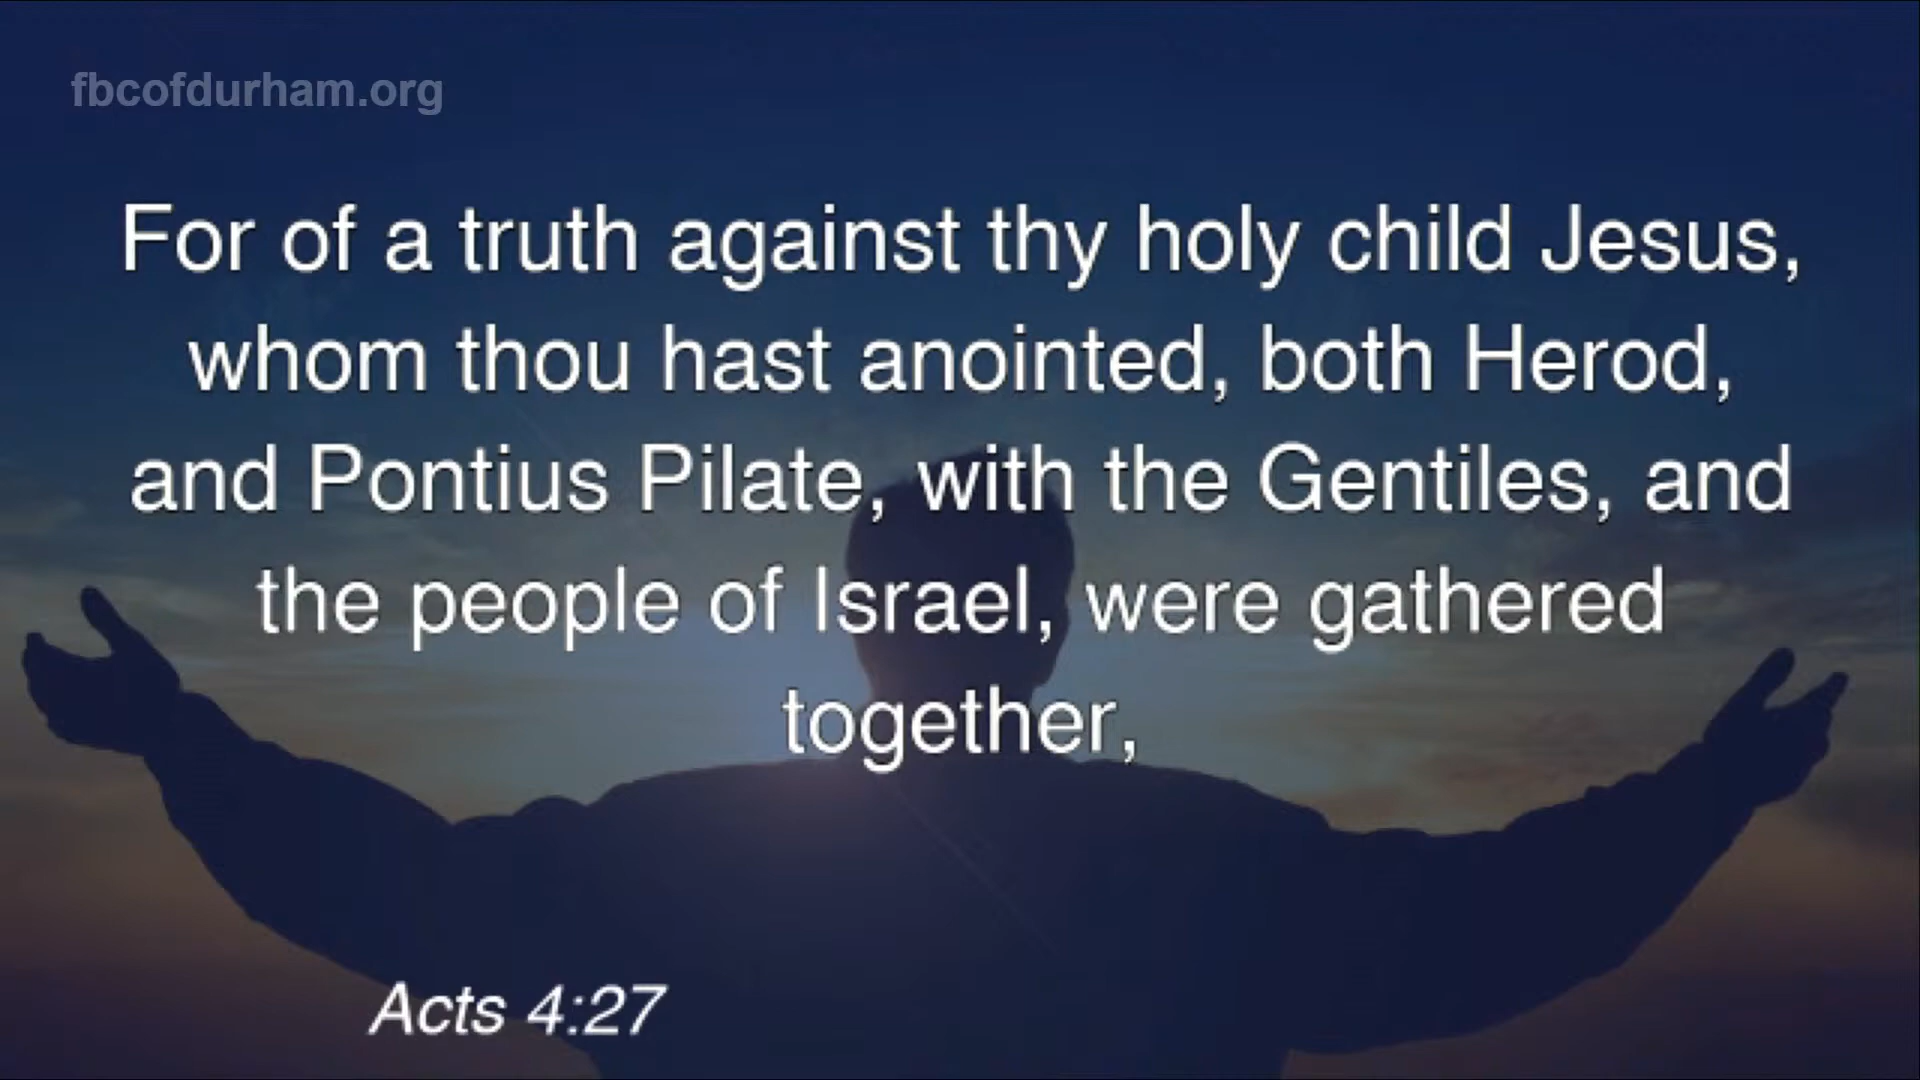 fbcofdurham.org
For of a truth against thy holy child Jesus,
whom thou hast anointed, both Herod,
and Pontius Pilate, with the Gentiles, and
the people of Israel, were gathered
together,
Acts 4:27